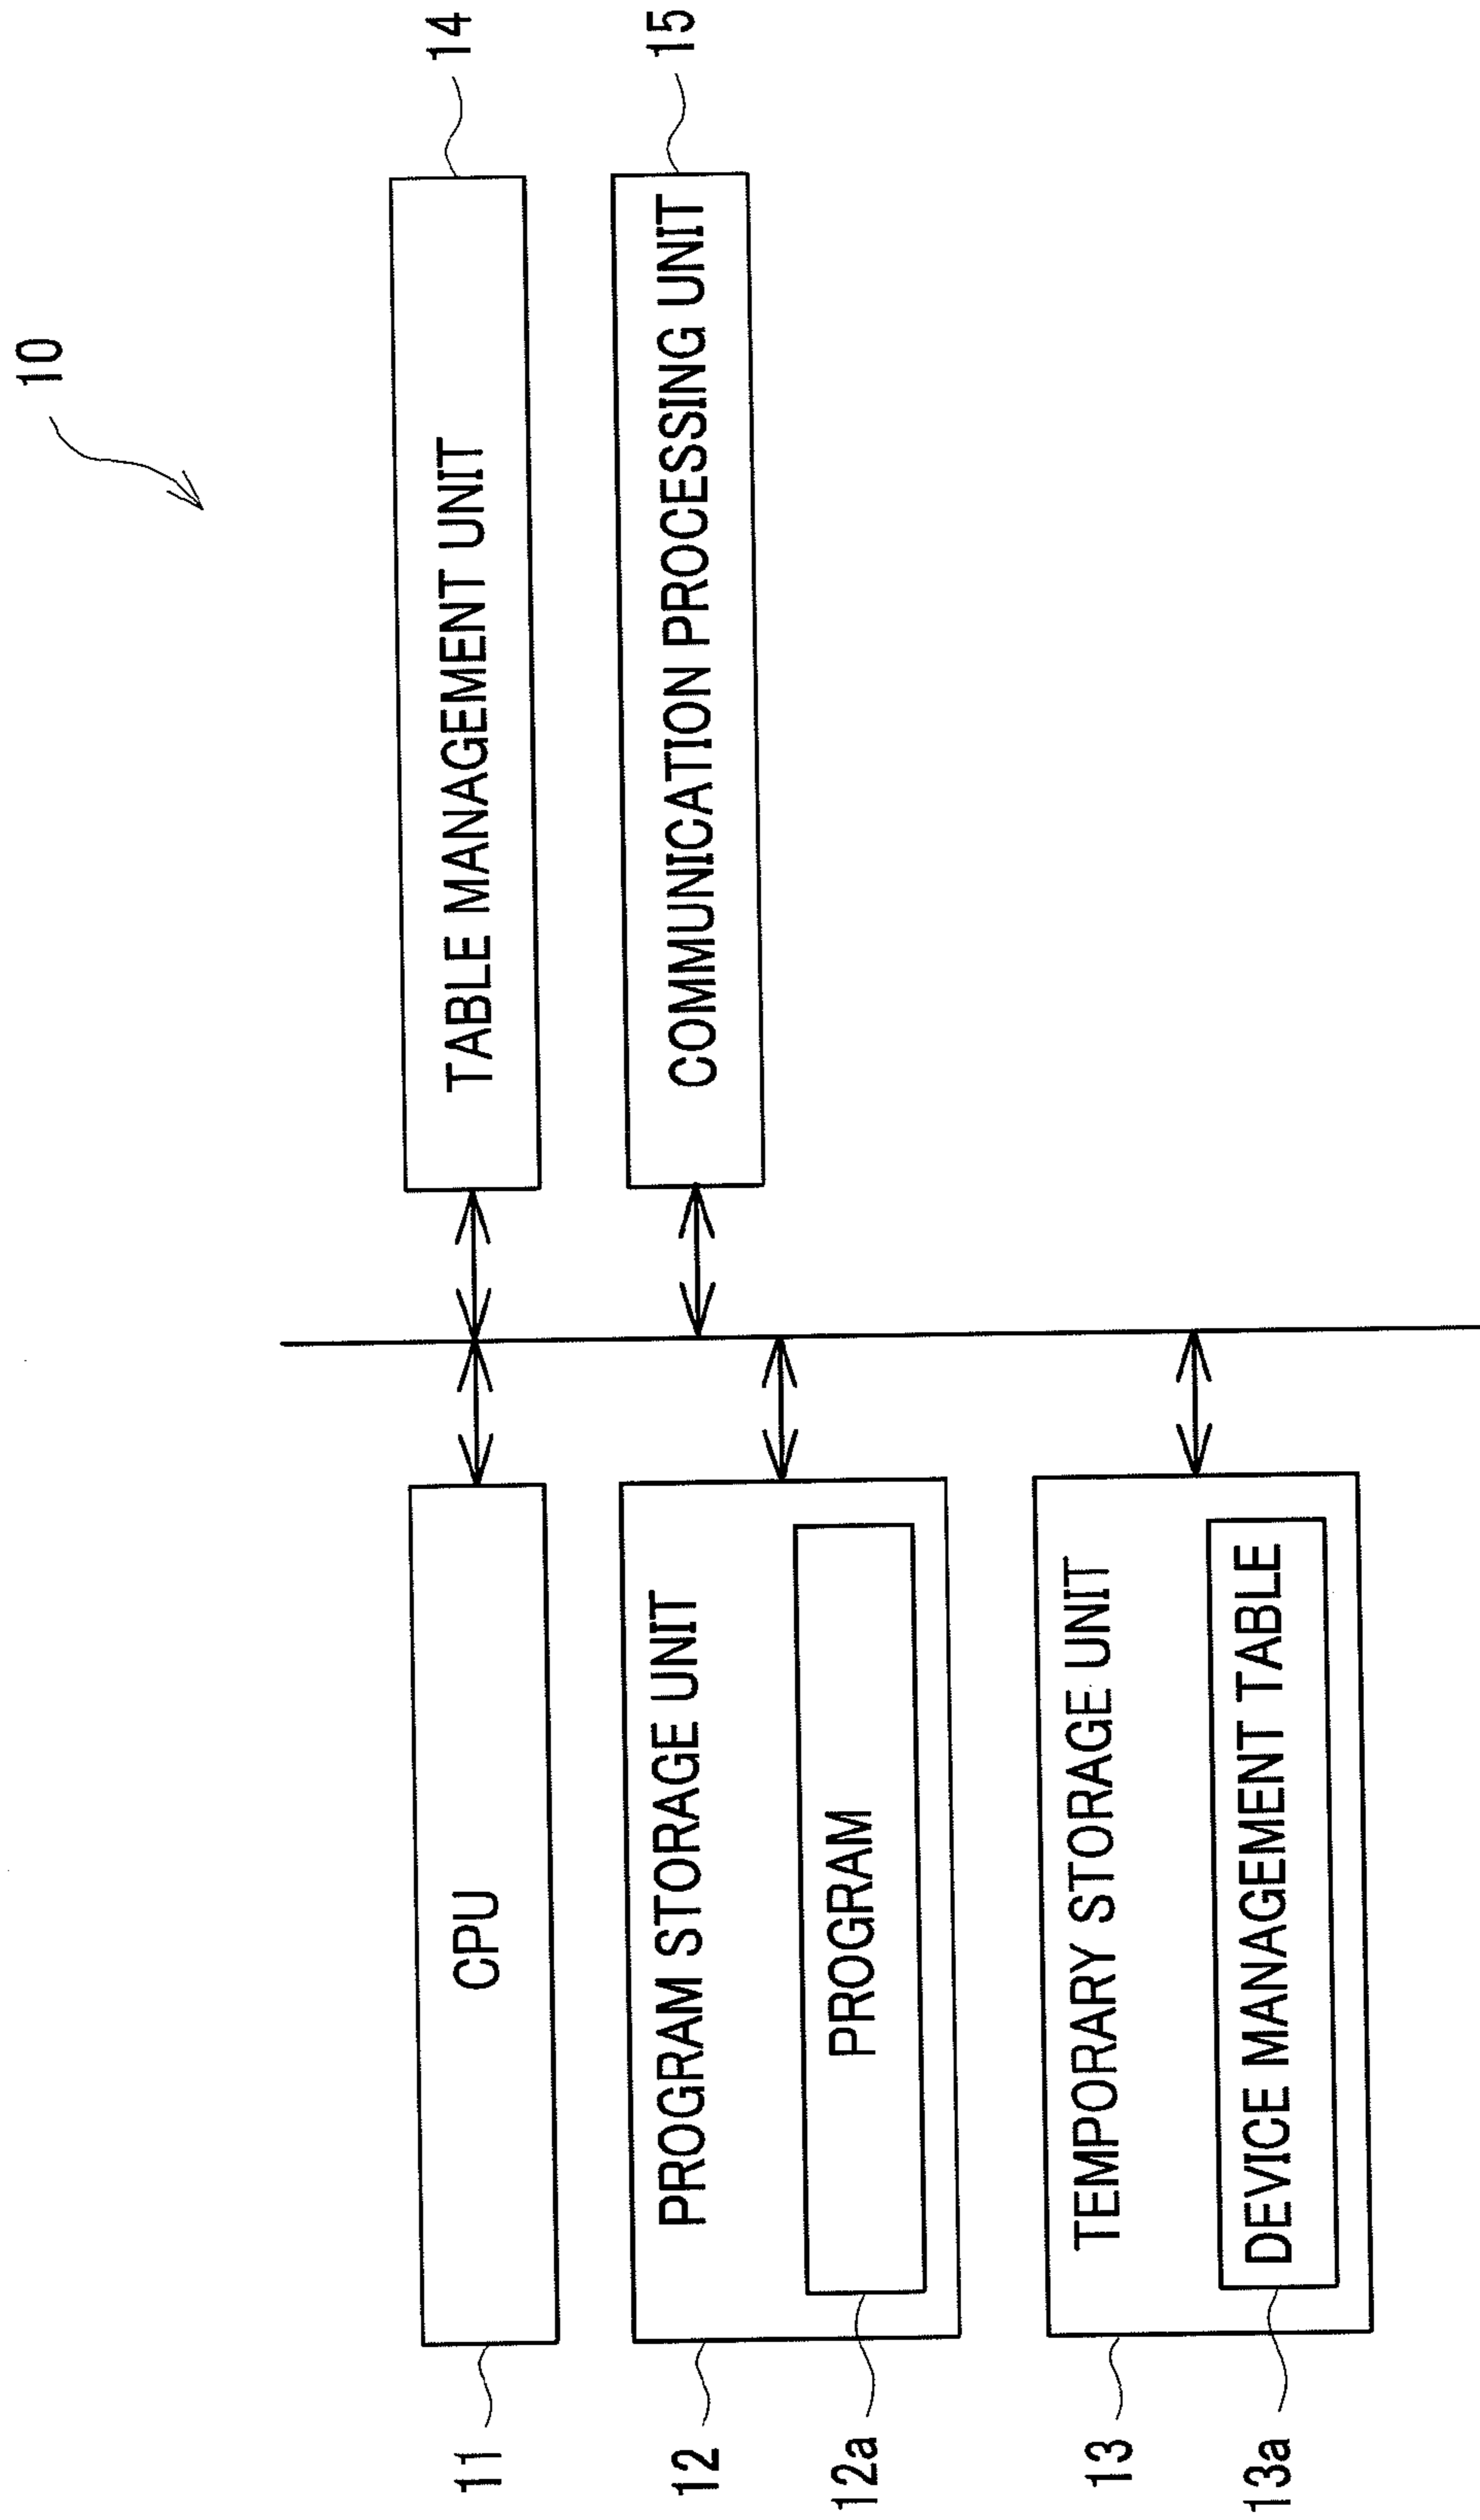 10
11
CPU
14
TABLE MANAGEMENT UNIT
12
PROGRAM STORAGE UNIT
12a
PROGRAM
15
COMMUNICATION PROCESSING UNIT
13
TEMPORARY STORAGE UNIT
13a
DEVICE MANAGEMENT TABLE